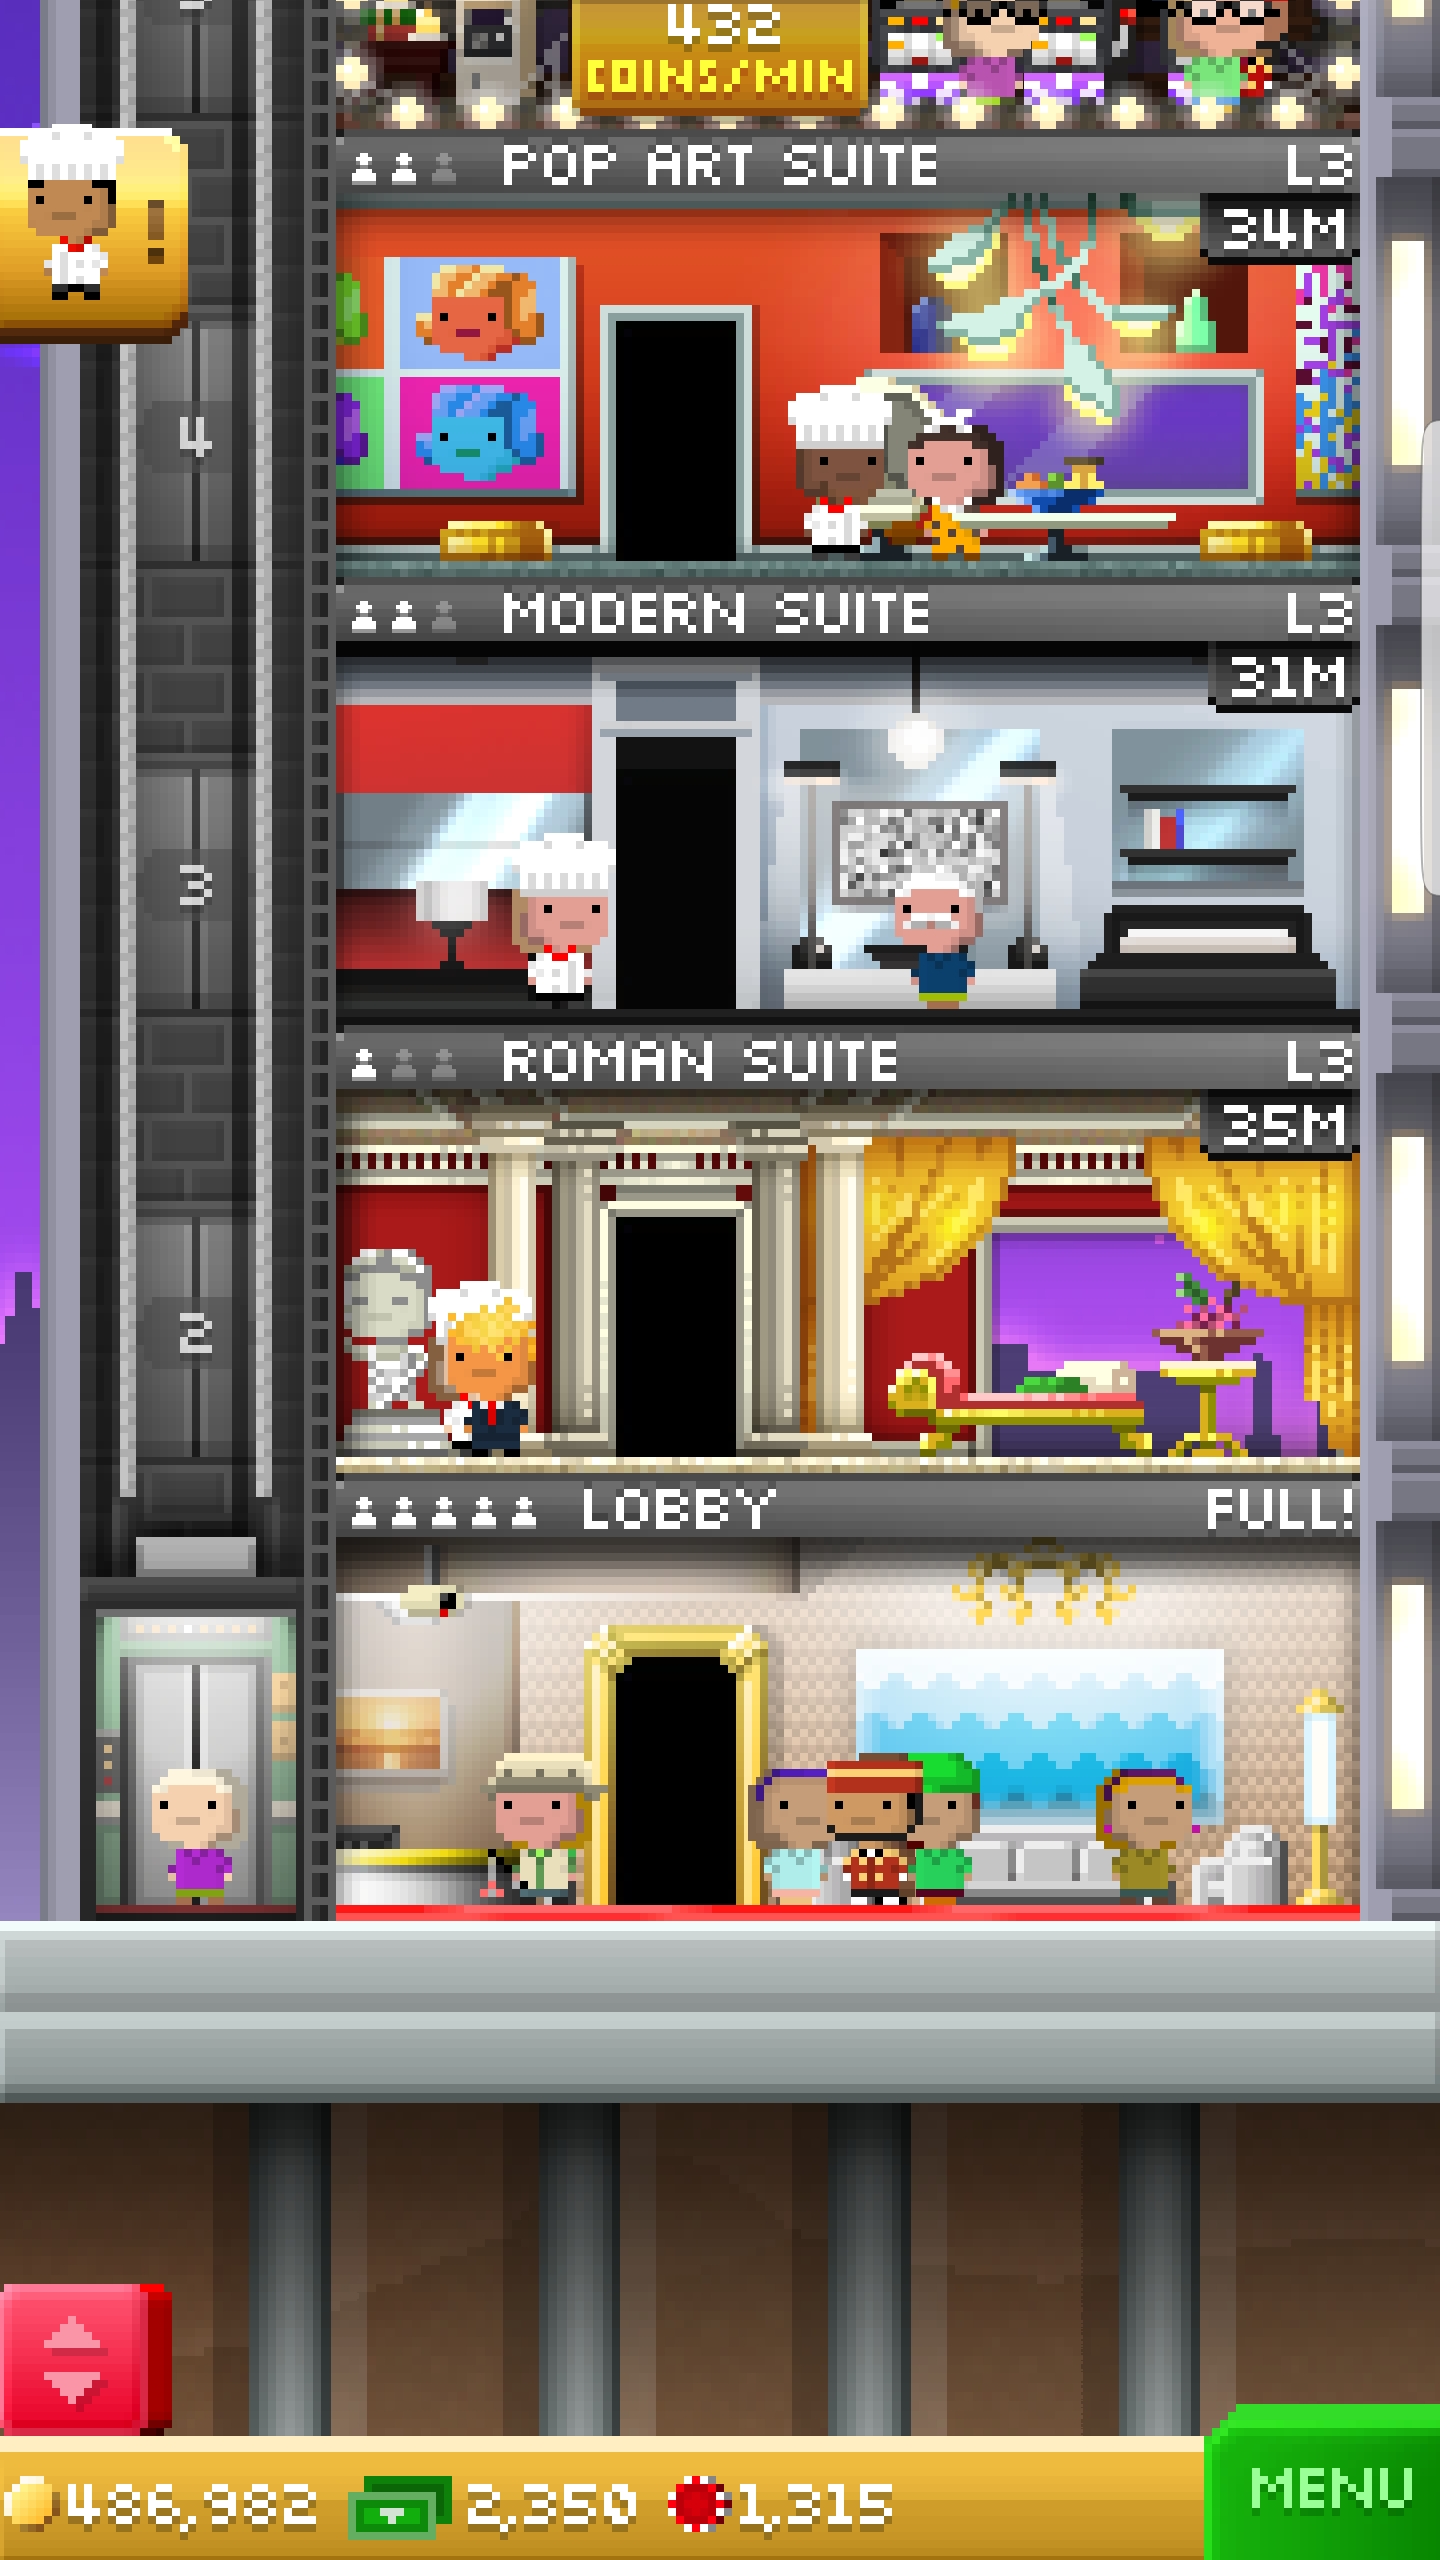 432
COINS/MIN
POP ART SUITE L3
34M
!
4
MODERN SUITE L3
31M
3
ROMAN SUITE L3
35M
2
LOBBY FULL!
486,982 2,350 1,315
MENU